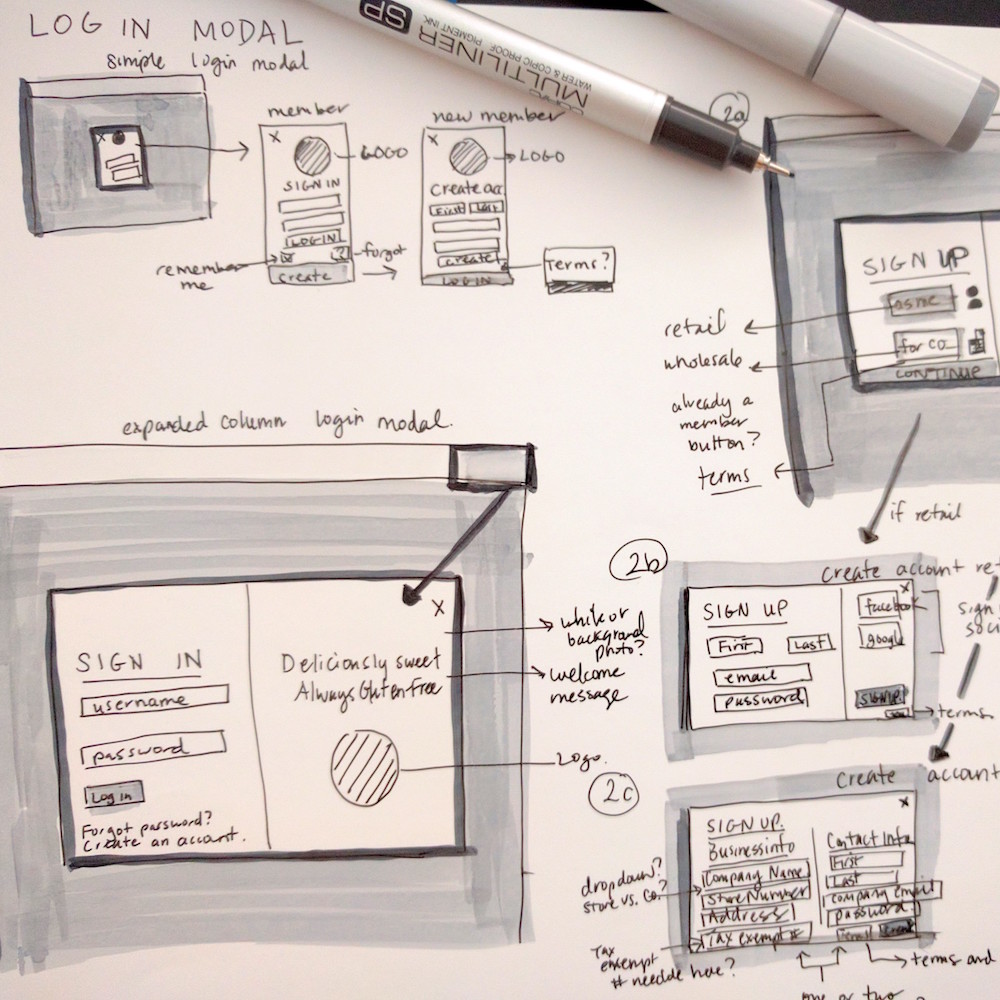 LOG IN MODAL
simple login modal
member
LOGO
SIGN IN
LOG IN
forgot
remember
me
create
new member
LOGO
Create acc
First Last
create
LOG IN
Terms?
SP
MULTILINER
WATER & COPIC PROOF
PIGMENT INK
2a
SIGN UP
for co.
CONTINUE
retail
wholesale
already a
member
button?
terms
if retail
expanded column login modal.
X
SIGN IN
username
password
Log in
Forgot password?
Create an account.
Deliciously sweet
Always Gluten-Free
white or
background
photo?
welcome
message
Logo.
2b
create account ret
X
SIGN UP
First Last
email
password
facebook
google
SIGN UP
sign
soci
terms
2c
create account
X
SIGN UP.
Business info
Company Name
Store Number
Address
Tax exempt #
Contact Info
First
Last
company email
password
dropdown?
store vs. co?
Tax
exempt
# needde here?
terms and
one or two